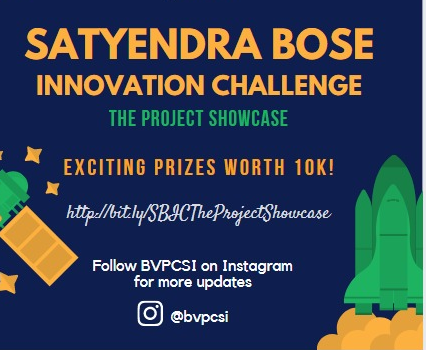 SATYENDRA BOSE
INNOVATION CHALLENGE
THE PROJECT SHOWCASE
EXCITING PRIZES WORTH 10K!
http://bit.ly/SBICTheProjectShowcase
Follow BVPCSI on Instagram
for more updates
@bvpcsi